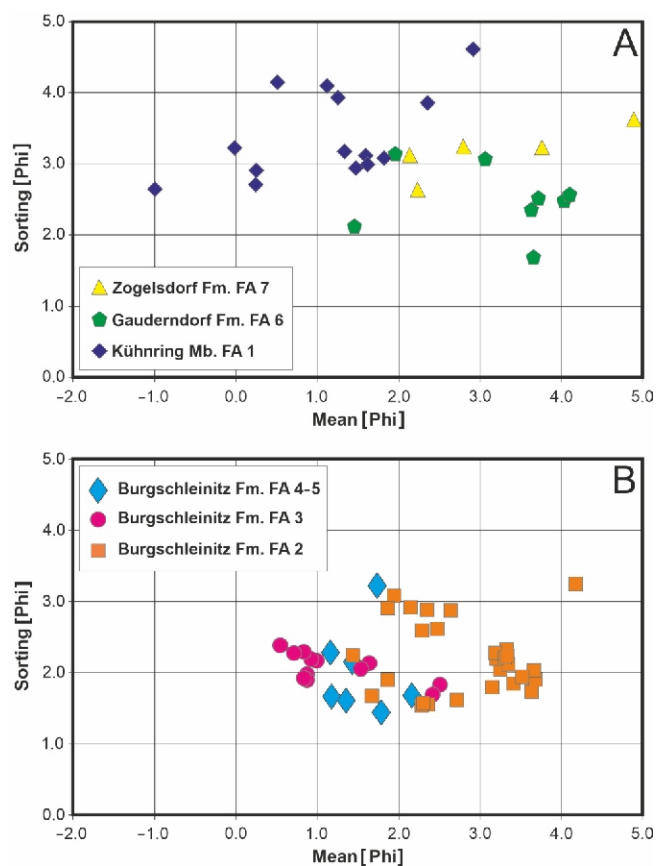 A
5.0
4.0
3.0
2.0
1.0
0.0
Sorting [Phi]
Zogelsdorf Fm. FA 7
Gauderndorf Fm. FA 6
Kühnring Mb. FA 1
−2.0 −1.0 0.0 1.0 2.0 3.0 4.0 5.0
Mean [Phi]
B
5.0
4.0
3.0
2.0
1.0
0.0
Sorting [Phi]
Burgschleinitz Fm. FA 4-5
Burgschleinitz Fm. FA 3
Burgschleinitz Fm. FA 2
−2.0 −1.0 0.0 1.0 2.0 3.0 4.0 5.0
Mean [Phi]